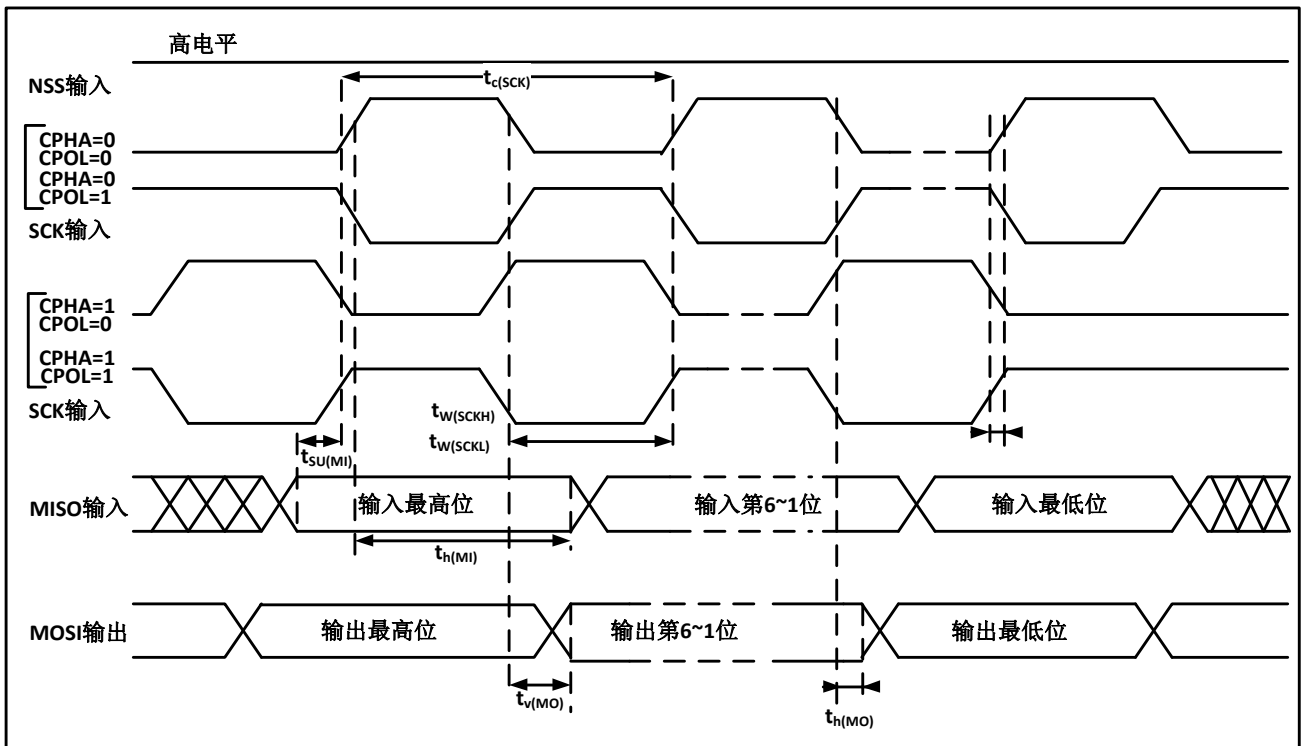 高电平
NSS输入
tc(SCK)
CPHA=0
CPOL=0
CPHA=0
CPOL=1
SCK输入
CPHA=1
CPOL=0
CPHA=1
CPOL=1
SCK输入
tW(SCKH)
tW(SCKL)
tSU(MI)
MISO输入
输入最高位
输入第6~1位
输入最低位
th(MI)
MOSI输出
输出最高位
输出第6~1位
输出最低位
tv(MO)
th(MO)